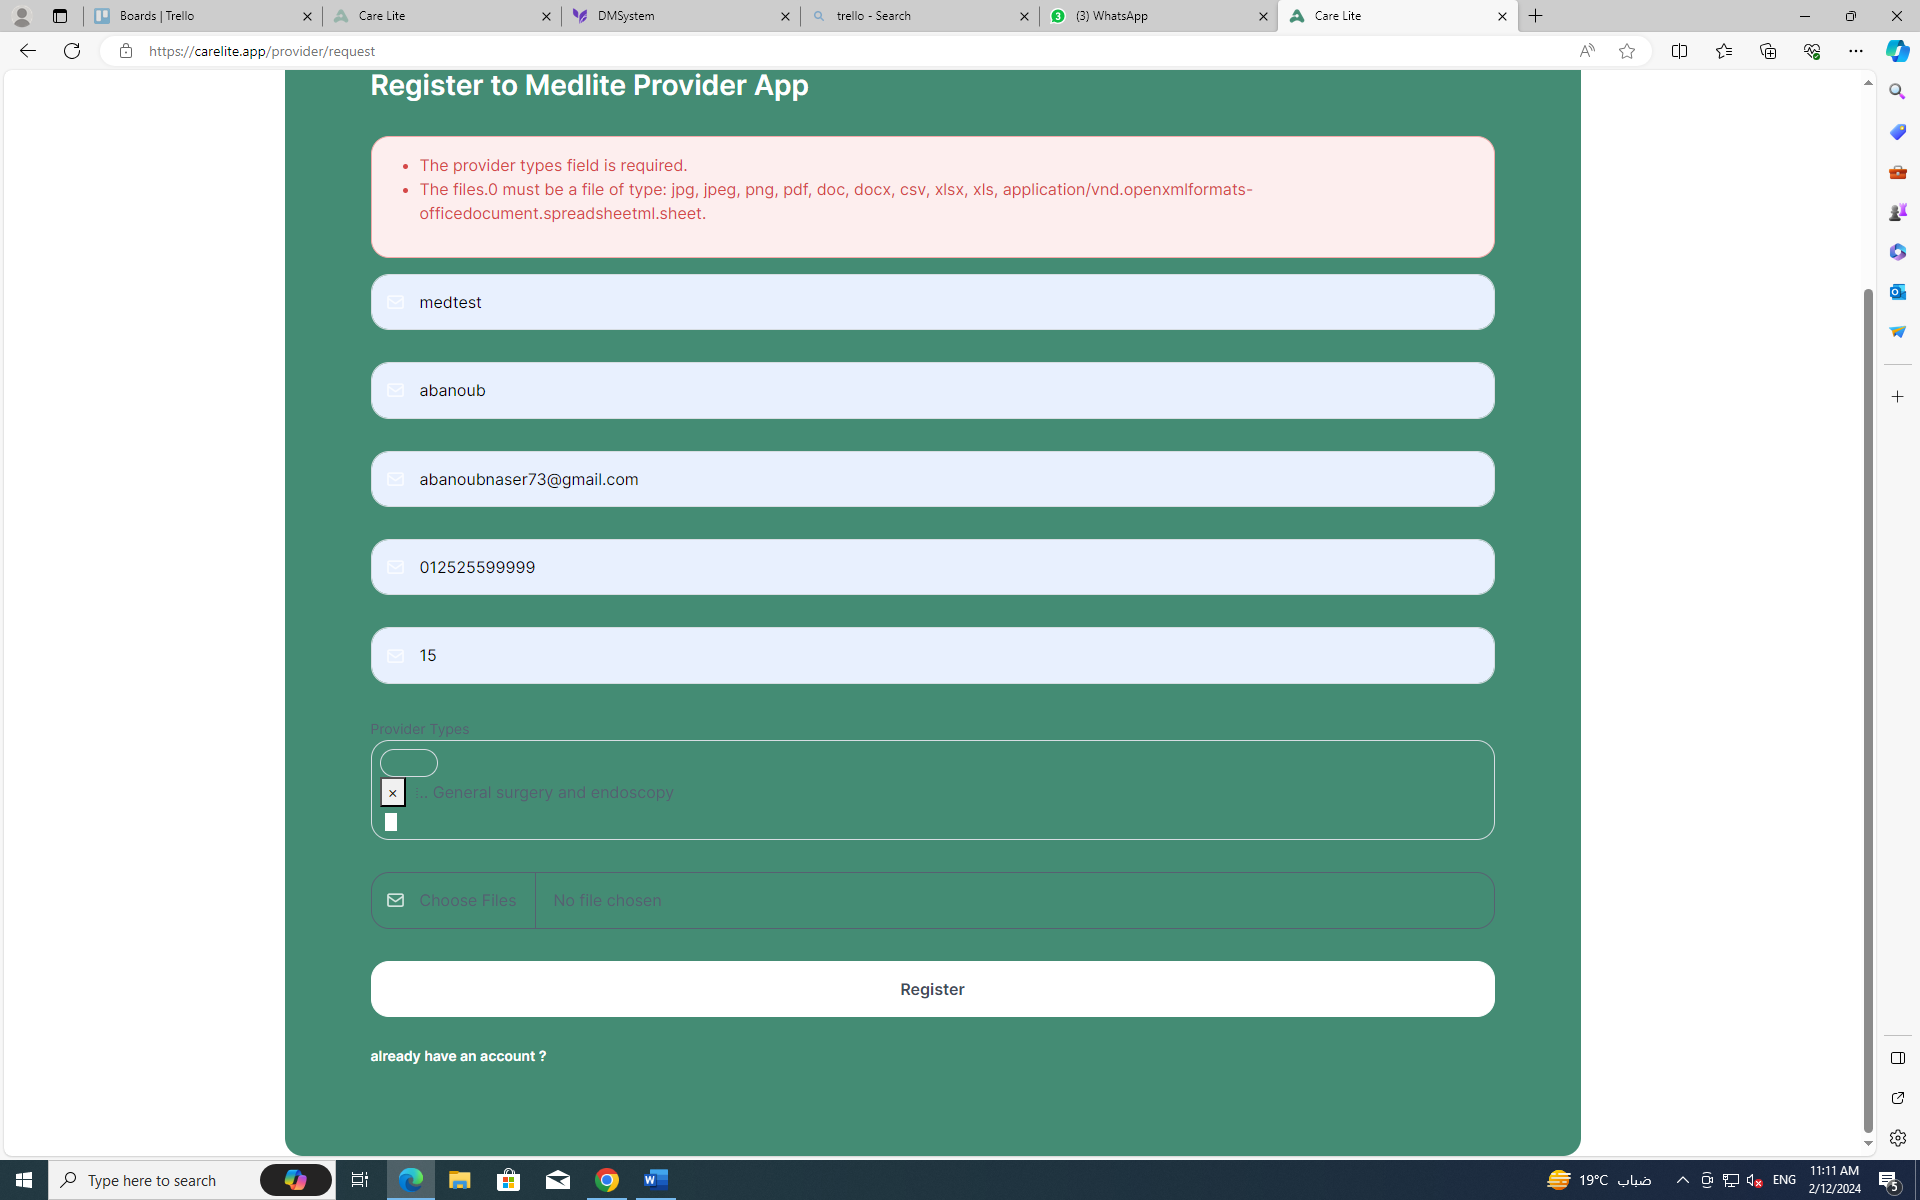 Boards | Trello
Care Lite
DMSystem
trello - Search
3
(3) WhatsApp
Care Lite
https://carelite.app/provider/request
Register to Medlite Provider App
The provider types field is required.
The files.0 must be a file of type: jpg, jpeg, png, pdf, doc, docx, csv, xlsx, xls, application/vnd.openxmlformats-
officedocument.spreadsheetml.sheet.
medtest
abanoub
abanoubnaser73@gmail.com
012525599999
15
Provider Types
× ... General surgery and endoscopy
Choose Files No file chosen
Register
already have an account ?
Type here to search
19°C ضباب
ENG
11:11 AM
2/12/2024
5